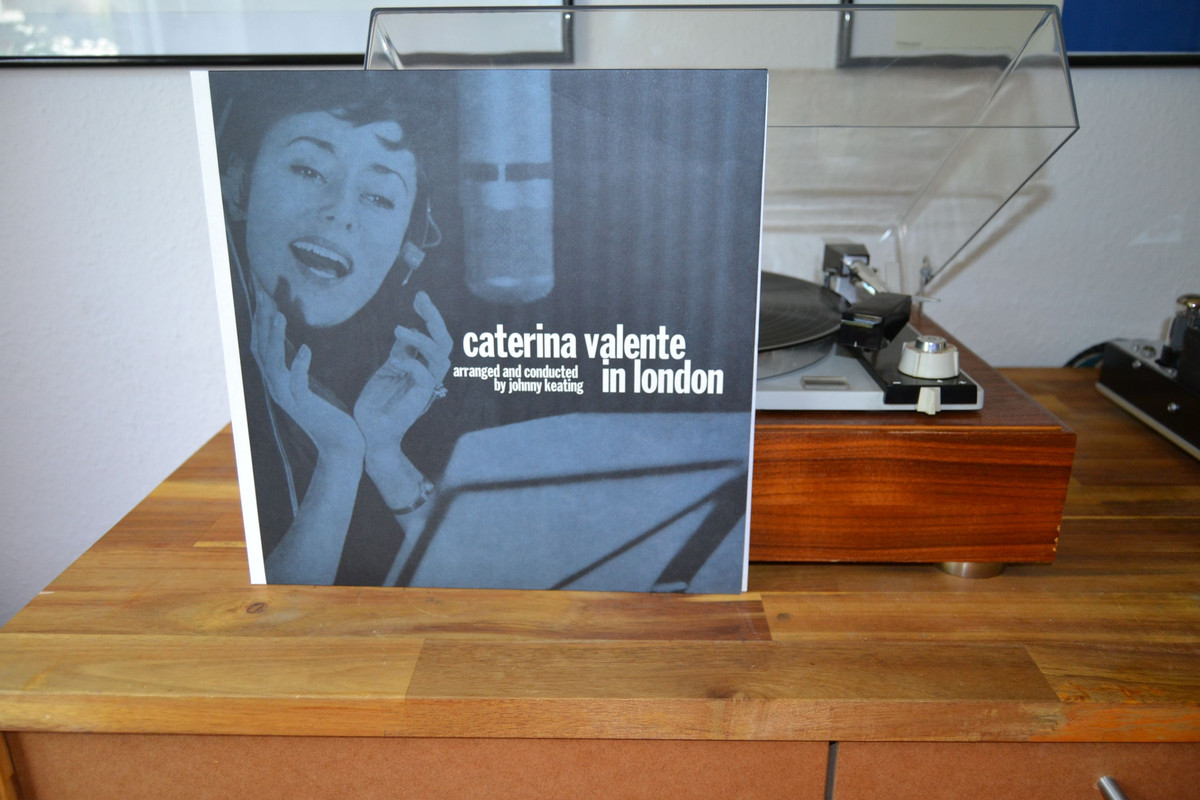 caterina valente
in london
arranged and conducted
by johnny keating